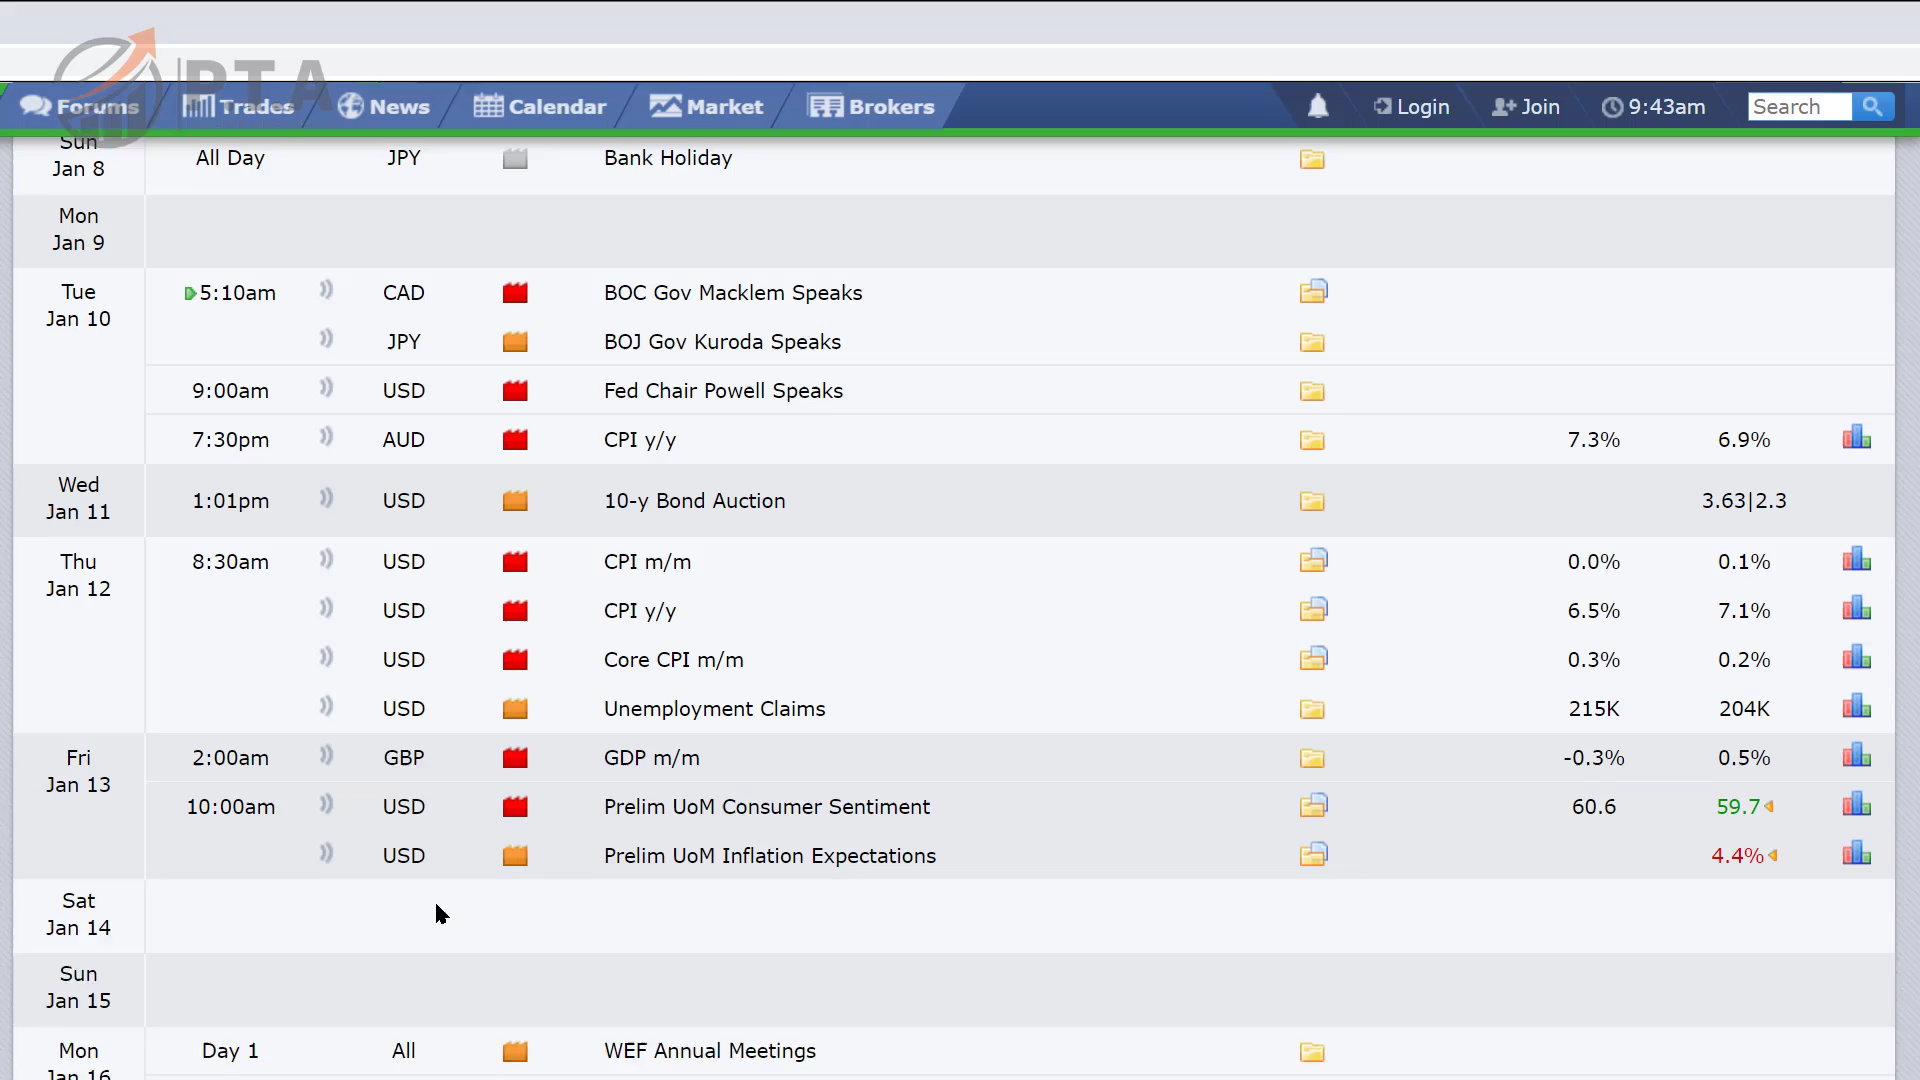 PTA
Forums Trades News Calendar Market Brokers Login Join 9:43am Search
Sun
Jan 8 All Day JPY Bank Holiday
Mon
Jan 9
Tue
Jan 10 5:10am CAD BOC Gov Macklem Speaks
JPY BOJ Gov Kuroda Speaks
9:00am USD Fed Chair Powell Speaks
7:30pm AUD CPI y/y 7.3% 6.9%
Wed
Jan 11 1:01pm USD 10-y Bond Auction 3.63|2.3
Thu
Jan 12 8:30am USD CPI m/m 0.0% 0.1%
USD CPI y/y 6.5% 7.1%
USD Core CPI m/m 0.3% 0.2%
USD Unemployment Claims 215K 204K
Fri
Jan 13 2:00am GBP GDP m/m -0.3% 0.5%
10:00am USD Prelim UoM Consumer Sentiment 60.6 59.7
USD Prelim UoM Inflation Expectations 4.4%
Sat
Jan 14
Sun
Jan 15
Mon
Jan 16 Day 1 All WEF Annual Meetings